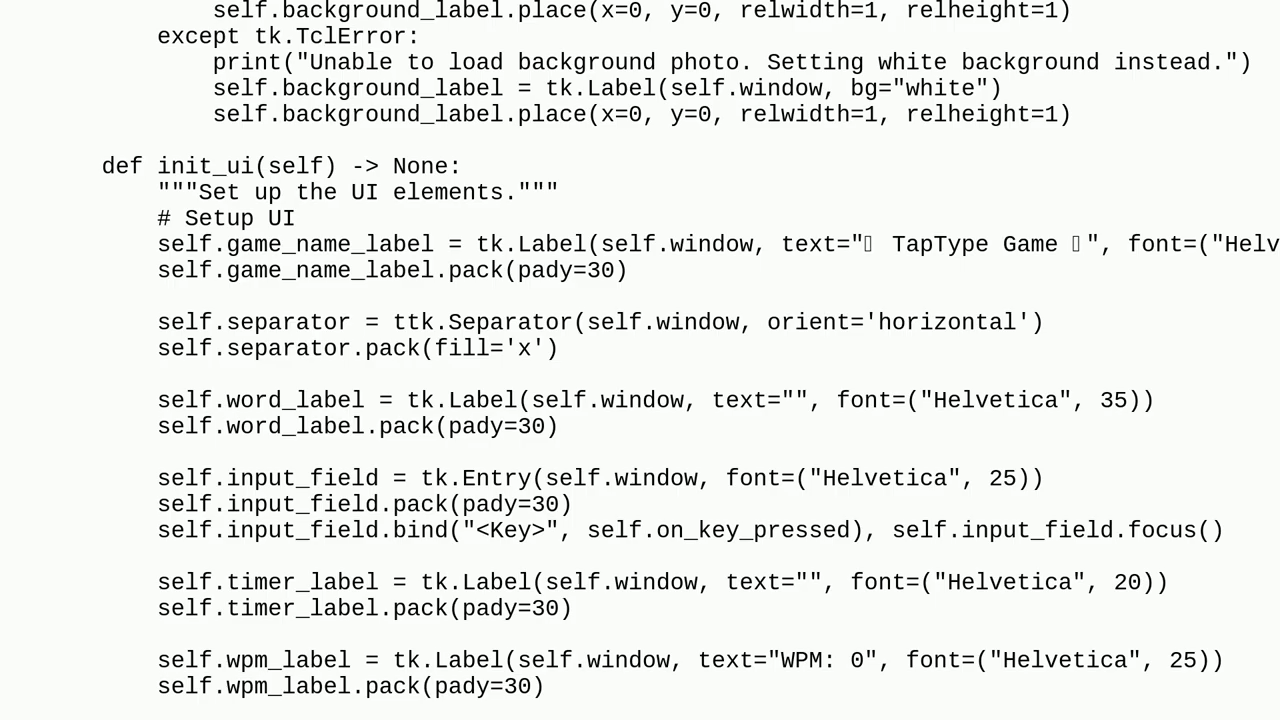 self.background_label.place(x=0, y=0, relwidth=1, relheight=1)
except tk.TclError:
print("Unable to load background photo. Setting white background instead.")
self.background_label = tk.Label(self.window, bg="white")
self.background_label.place(x=0, y=0, relwidth=1, relheight=1)
def init_ui(self) -> None:
"""Set up the UI elements."""
# Setup UI
self.game_name_label = tk.Label(self.window, text="▯ TapType Game ▯", font=("Helv
self.game_name_label.pack(pady=30)
self.separator = ttk.Separator(self.window, orient='horizontal')
self.separator.pack(fill='x')
self.word_label = tk.Label(self.window, text="", font=("Helvetica", 35))
self.word_label.pack(pady=30)
self.input_field = tk.Entry(self.window, font=("Helvetica", 25))
self.input_field.pack(pady=30)
self.input_field.bind("<Key>", self.on_key_pressed), self.input_field.focus()
self.timer_label = tk.Label(self.window, text="", font=("Helvetica", 20))
self.timer_label.pack(pady=30)
self.wpm_label = tk.Label(self.window, text="WPM: 0", font=("Helvetica", 25))
self.wpm_label.pack(pady=30)